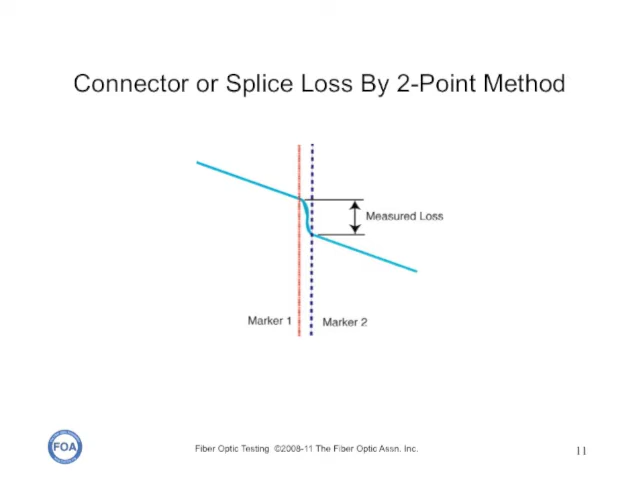 Connector or Splice Loss By 2-Point Method
Measured Loss
Marker 1
Marker 2
FOA
Fiber Optic Testing ©2008-11 The Fiber Optic Assn. Inc.
11